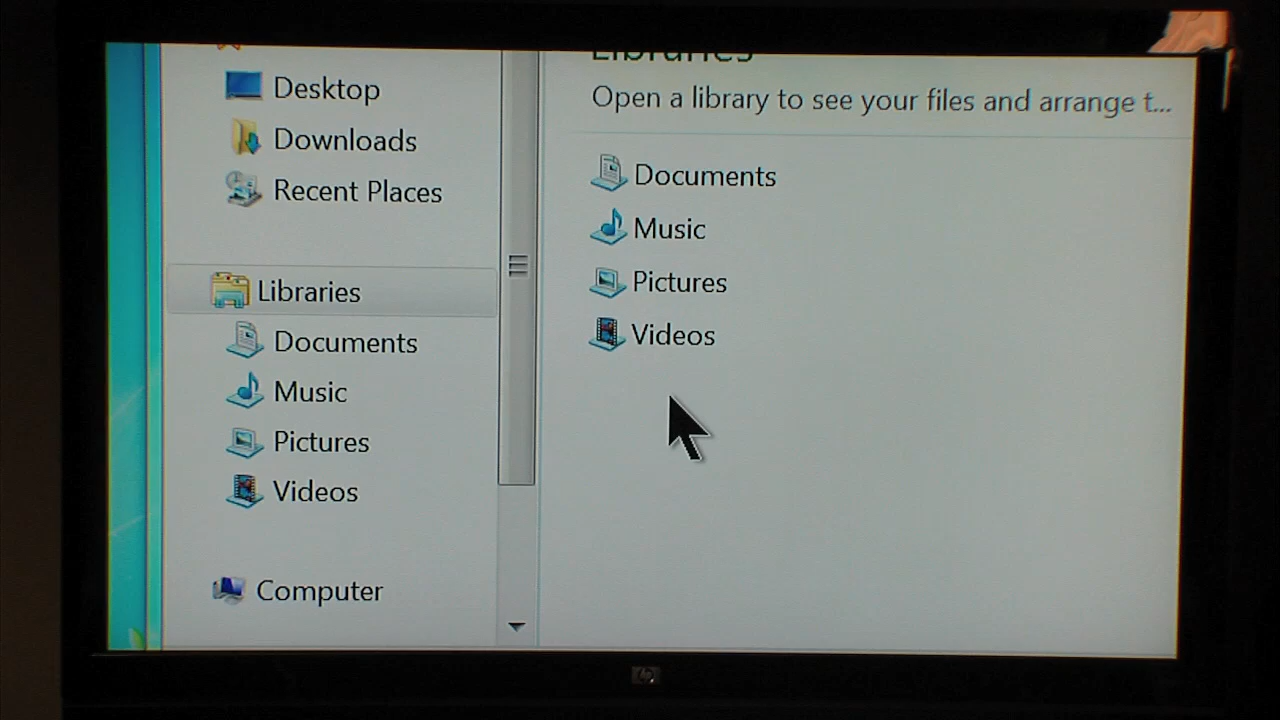 Desktop
Downloads
Recent Places
Libraries
Documents
Music
Pictures
Videos
Computer
Libraries
Open a library to see your files and arrange t...
Documents
Music
Pictures
Videos
hp